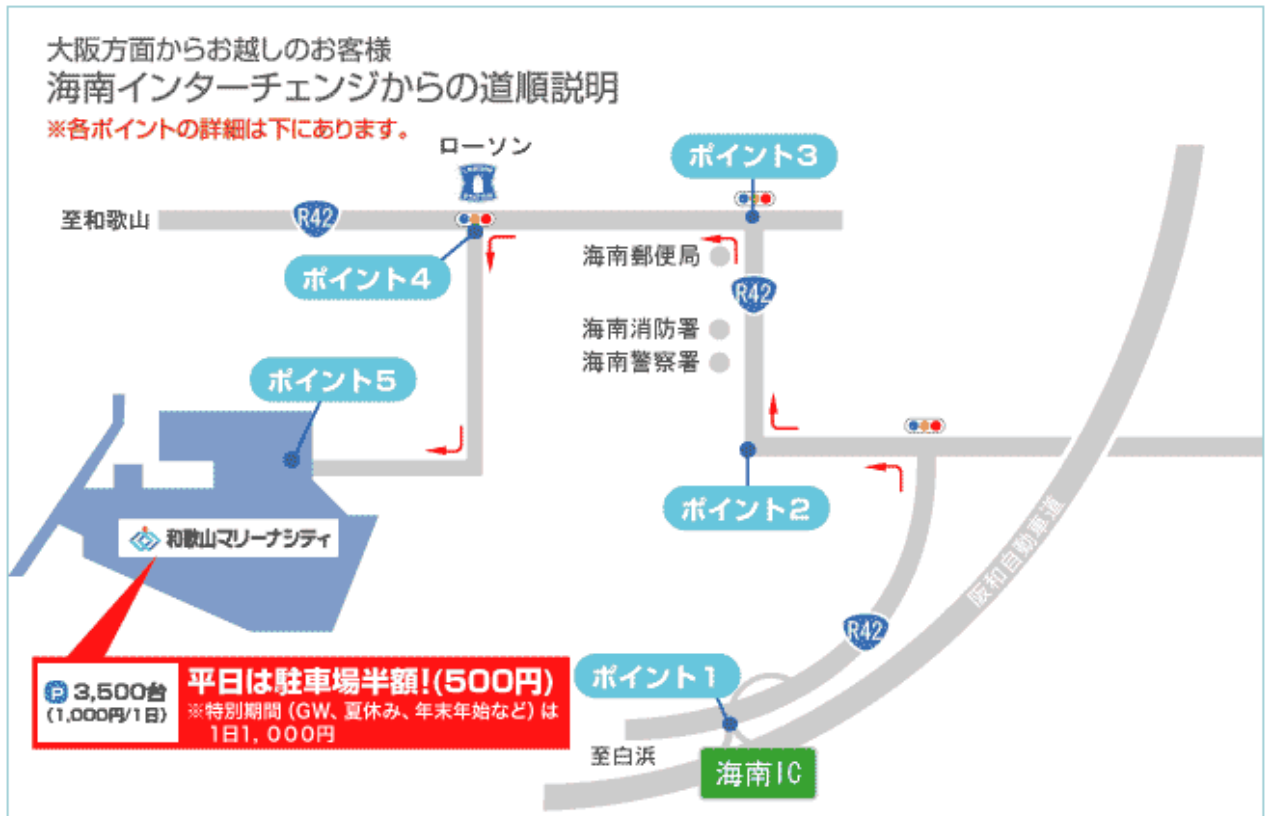 大阪方面からお越しのお客様
海南インターチェンジからの道順説明
※各ポイントの詳細は下にあります。
ローソン
ポイント3
至和歌山
R42
ポイント4
海南郵便局
R42
海南消防署
海南警察署
ポイント5
ポイント2
和歌山マリーナシティ
阪和自動車道
R42
ポイント1
P 3,500台
(1,000円/1日)
平日は駐車場半額!(500円)
※特別期間(GW、夏休み、年末年始など)は
1日1,000円
至白浜
海南IC